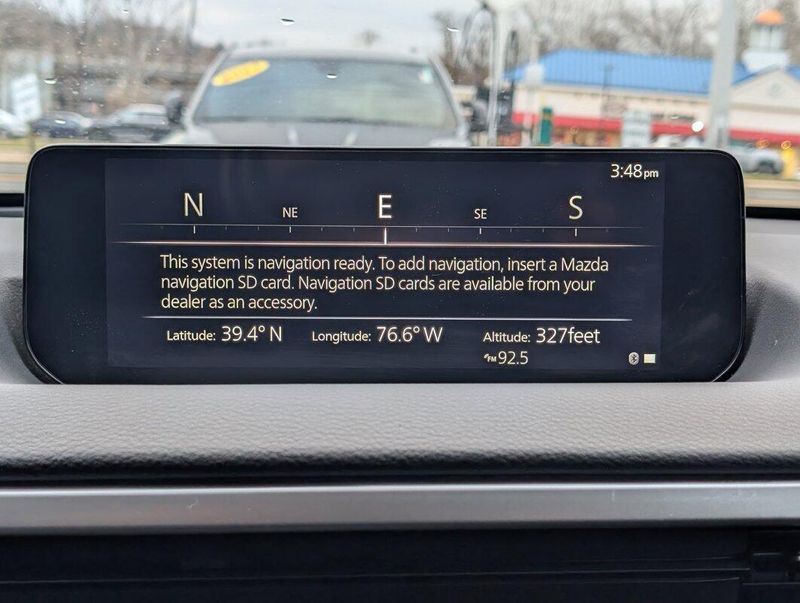 3:48pm
N NE E SE S
This system is navigation ready. To add navigation, insert a Mazda
navigation SD card. Navigation SD cards are available from your
dealer as an accessory.
Latitude: 39.4° N Longitude: 76.6° W Altitude: 327feet
FM 92.5